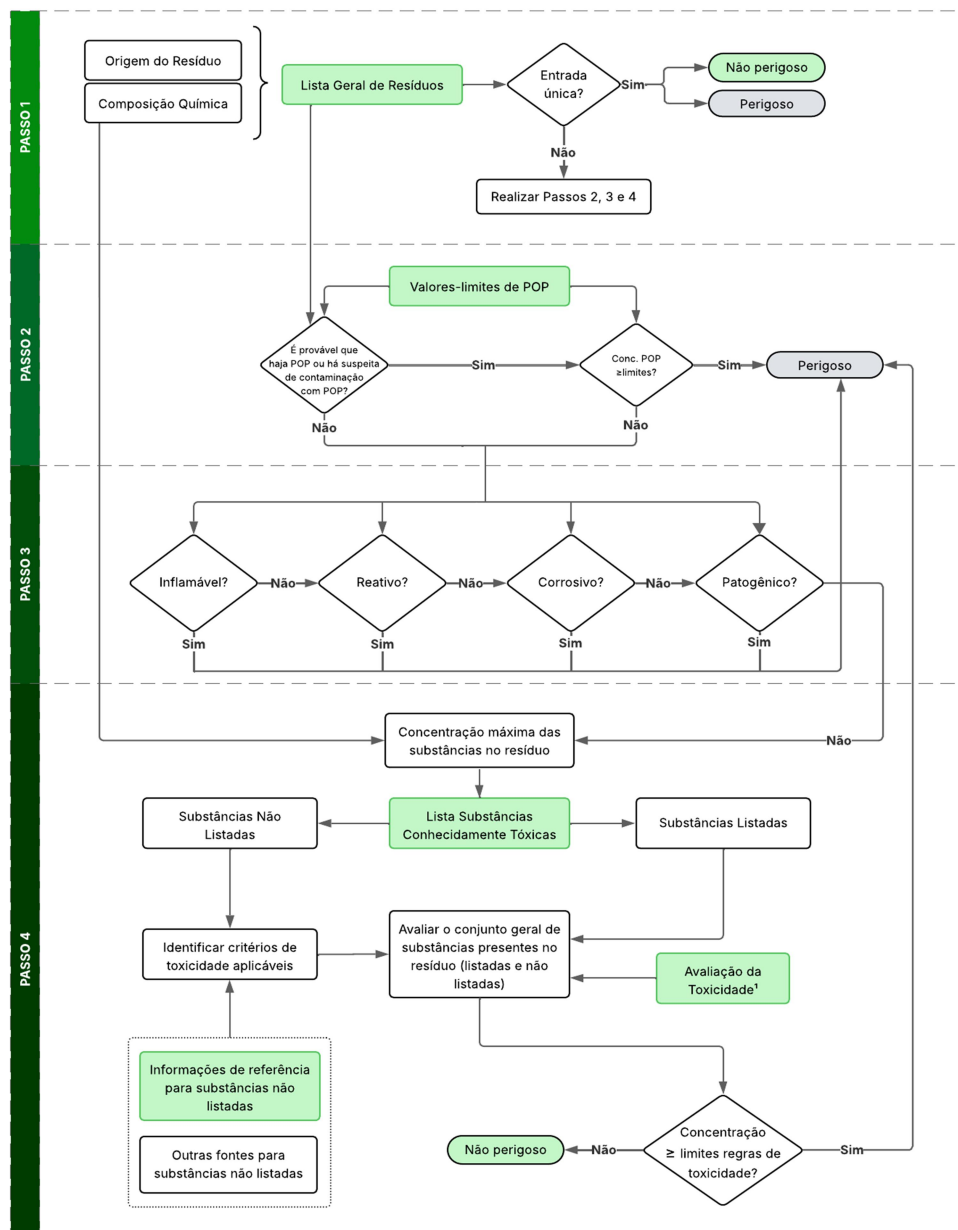 PASSO 1
Origem do Resíduo
Composição Química
Lista Geral de Resíduos
Entrada
única?
Sim
Não perigoso
Perigoso
Não
Realizar Passos 2, 3 e 4
PASSO 2
Valores-limites de POP
É provável que
haja POP ou há suspeita
de contaminação
com POP?
Sim
Conc. POP
≥limites?
Sim
Perigoso
Não
Não
PASSO 3
Inflamável?
Não
Reativo?
Não
Corrosivo?
Não
Patogênico?
Sim
Sim
Sim
Sim
PASSO 4
Concentração máxima das
substâncias no resíduo
Não
Substâncias Não
Listadas
Lista Substâncias
Conhecidamente Tóxicas
Substâncias Listadas
Identificar critérios de
toxicidade aplicáveis
Avaliar o conjunto geral de
substâncias presentes no
resíduo (listadas e não
listadas)
Avaliação da
Toxicidade¹
Informações de referência
para substâncias não
listadas
Outras fontes para
substâncias não listadas
Não perigoso
Não
Concentração
≥ limites regras de
toxicidade?
Sim